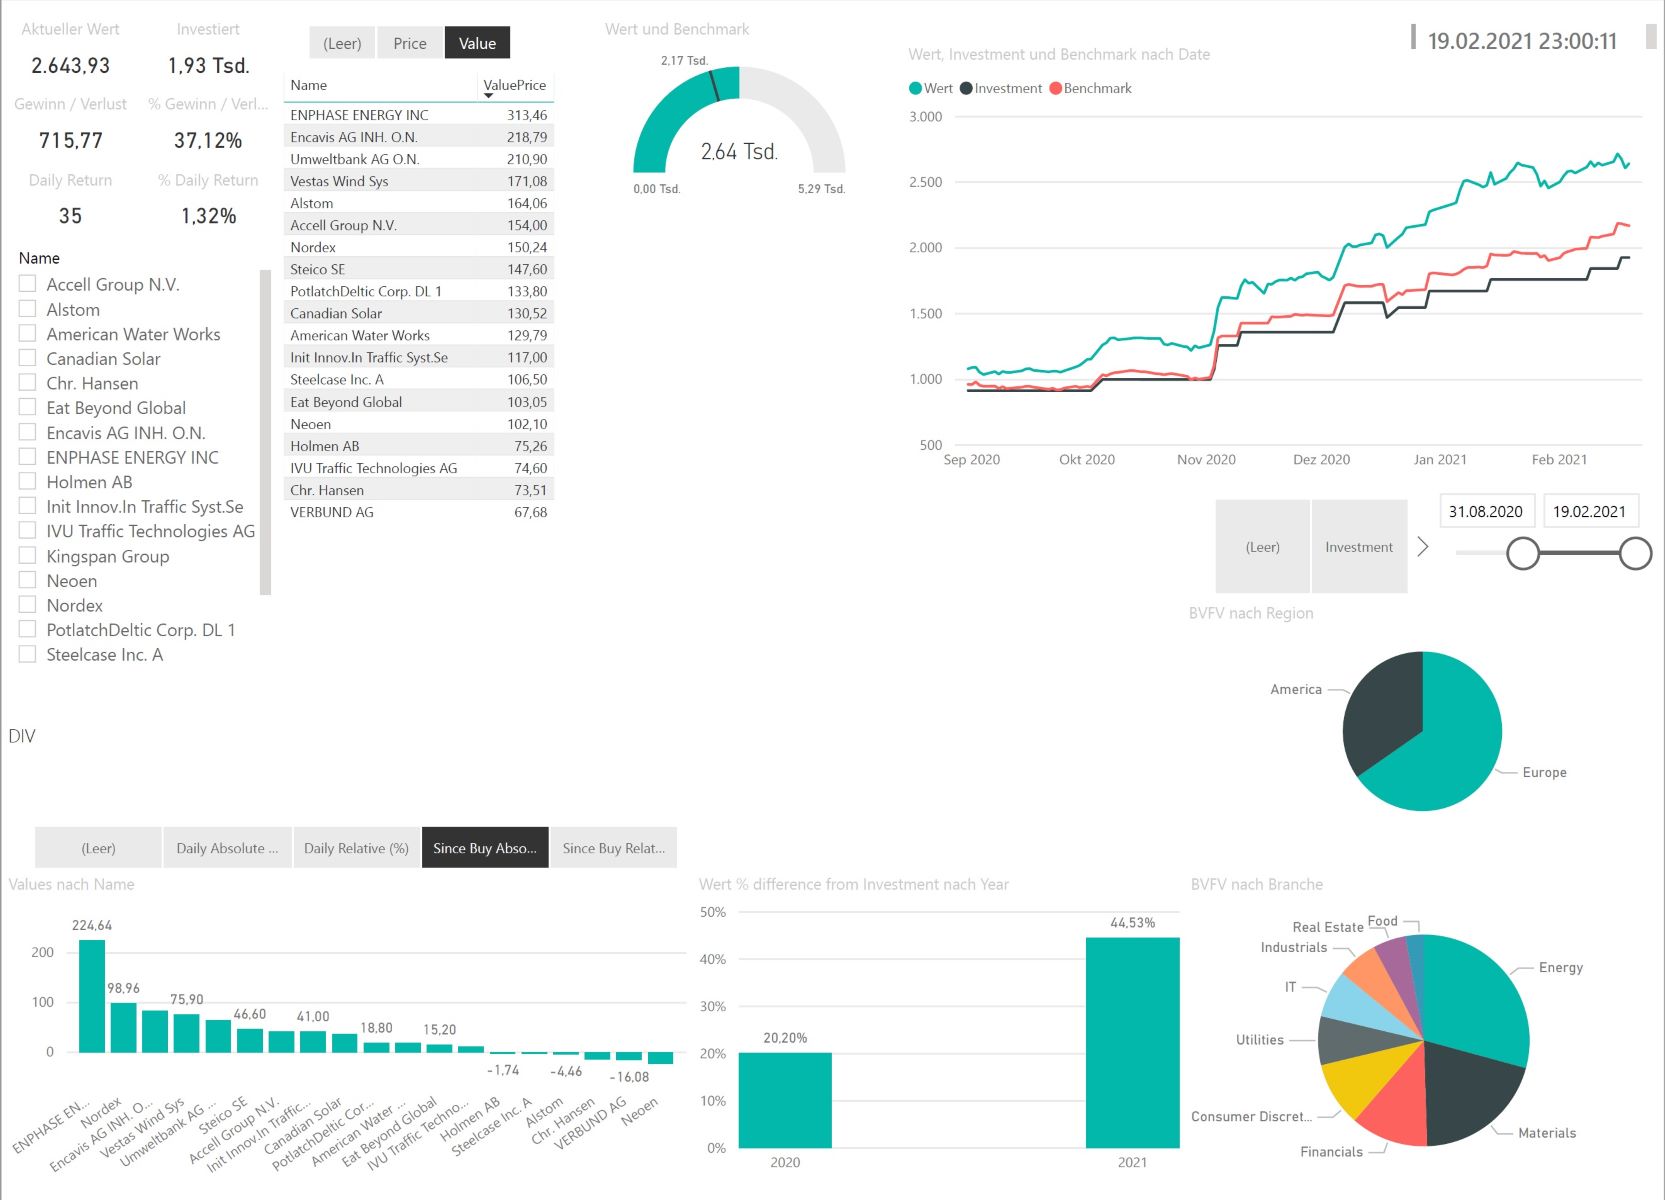 Aktueller Wert
2.643,93
Investiert
1,93 Tsd.
Gewinn / Verlust
715,77
% Gewinn / Verl...
37,12%
Daily Return
35
% Daily Return
1,32%
Name
Accell Group N.V.
Alstom
American Water Works
Canadian Solar
Chr. Hansen
Eat Beyond Global
Encavis AG INH. O.N.
ENPHASE ENERGY INC
Holmen AB
Init Innov.In Traffic Syst.Se
IVU Traffic Technologies AG
Kingspan Group
Neoen
Nordex
PotlatchDeltic Corp. DL 1
Steelcase Inc. A
(Leer) Price Value
Name ValuePrice
ENPHASE ENERGY INC 313,46
Encavis AG INH. O.N. 218,79
Umweltbank AG O.N. 210,90
Vestas Wind Sys 171,08
Alstom 164,06
Accell Group N.V. 154,00
Nordex 150,24
Steico SE 147,60
PotlatchDeltic Corp. DL 1 133,80
Canadian Solar 130,52
American Water Works 129,79
Init Innov.In Traffic Syst.Se 117,00
Steelcase Inc. A 106,50
Eat Beyond Global 103,05
Neoen 102,10
Holmen AB 75,26
IVU Traffic Technologies AG 74,60
Chr. Hansen 73,51
VERBUND AG 67,68
Wert und Benchmark
2,17 Tsd.
2,64 Tsd.
0,00 Tsd. 5,29 Tsd.
19.02.2021 23:00:11
Wert, Investment und Benchmark nach Date
Wert Investment Benchmark
3.000
2.500
2.000
1.500
1.000
500
Sep 2020 Okt 2020 Nov 2020 Dez 2020 Jan 2021 Feb 2021
(Leer) Investment
31.08.2020 19.02.2021
BVFV nach Region
America
Europe
DIV
(Leer) Daily Absolute ... Daily Relative (%) Since Buy Abso... Since Buy Relat...
Values nach Name
200
100
0
224,64
98,96
75,90
46,60
41,00
18,80
15,20
-1,74
-4,46
-16,08
ENPHASE EN...
Nordex
Encavis AG INH. O...
Vestas Wind Sys
Umweltbank AG ...
Steico SE
Accell Group N.V.
Init Innov.In Traffic...
Canadian Solar
PotlatchDeltic Cor...
American Water ...
Eat Beyond Global
IVU Traffic Techno...
Holmen AB
Steelcase Inc. A
Alstom
Chr. Hansen
VERBUND AG
Neoen
Wert % difference from Investment nach Year
50%
40%
30%
20%
10%
0%
20,20%
44,53%
2020 2021
BVFV nach Branche
Food
Real Estate
Industrials
IT
Utilities
Consumer Discret...
Financials
Materials
Energy